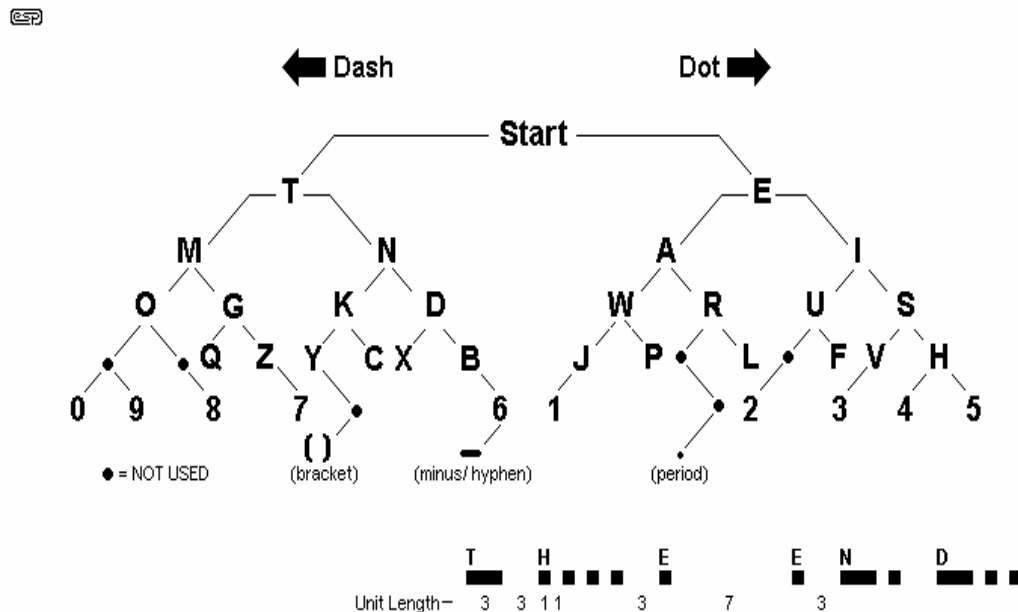 esp
Dash Dot
Start
T E
M N A I
O G K D W R U S
Q Z Y C X B J P L F V H
0 9 8 7 6 1 2 3 4 5
( )
= NOT USED (bracket) (minus/ hyphen) (period)
T H E E N D
Unit Length – 3 3 1 1 3 7 3